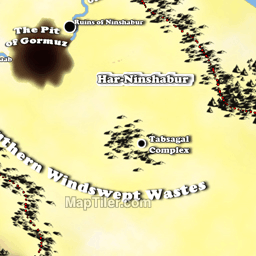 Ruins of Ninshabur
The Pit
of Gormuz
Har-Ninshabur
Tabsagal
Complex
thern Windswept Wastes
MapTiler.com